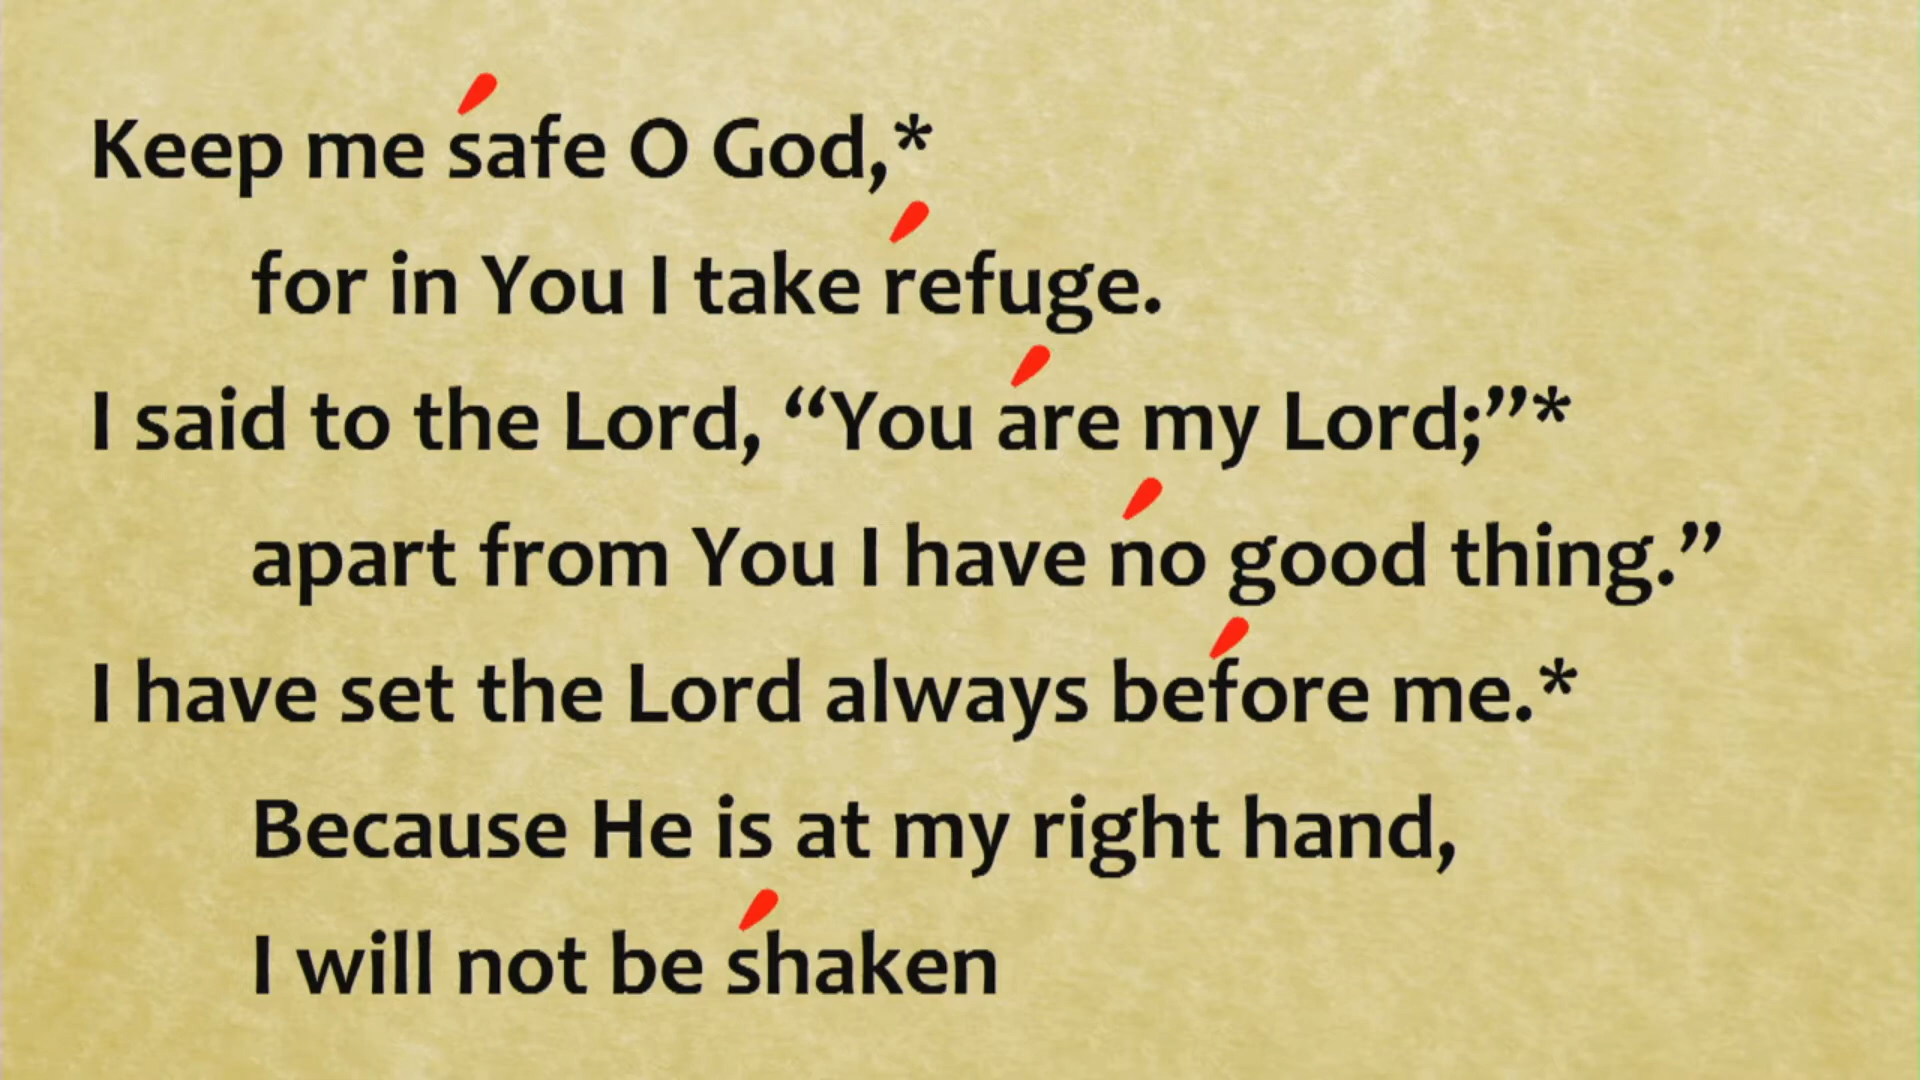 Keep me safe O God,*
for in You I take refuge.
I said to the Lord, “You are my Lord;”*
apart from You I have no good thing.”
I have set the Lord always before me.*
Because He is at my right hand,
I will not be shaken